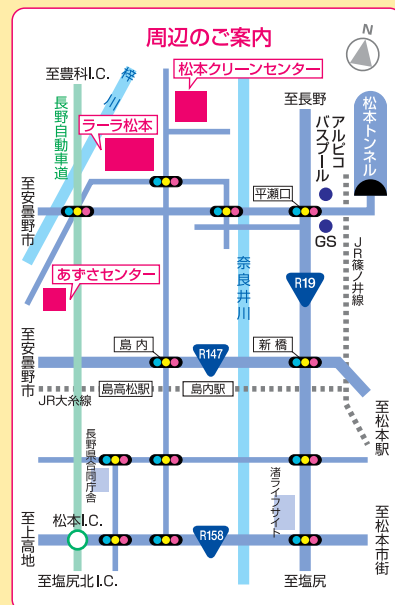 周辺のご案内
N
至豊科I.C.
梓川
松本クリーンセンター
至長野
松本トンネル
アルピコ
バスプール
長野自動車道
ラーラ松本
平瀬口
至安曇野市
GS
JR篠ノ井線
あずさセンター
奈良井川
R19
至安曇野市
島内
R147
新橋
JR大糸線
島高松駅
島内駅
至松本駅
長野県合同庁舎
渚ライフサイト
松本I.C.
至上高地
R158
至松本市街
至塩尻北I.C.
至塩尻